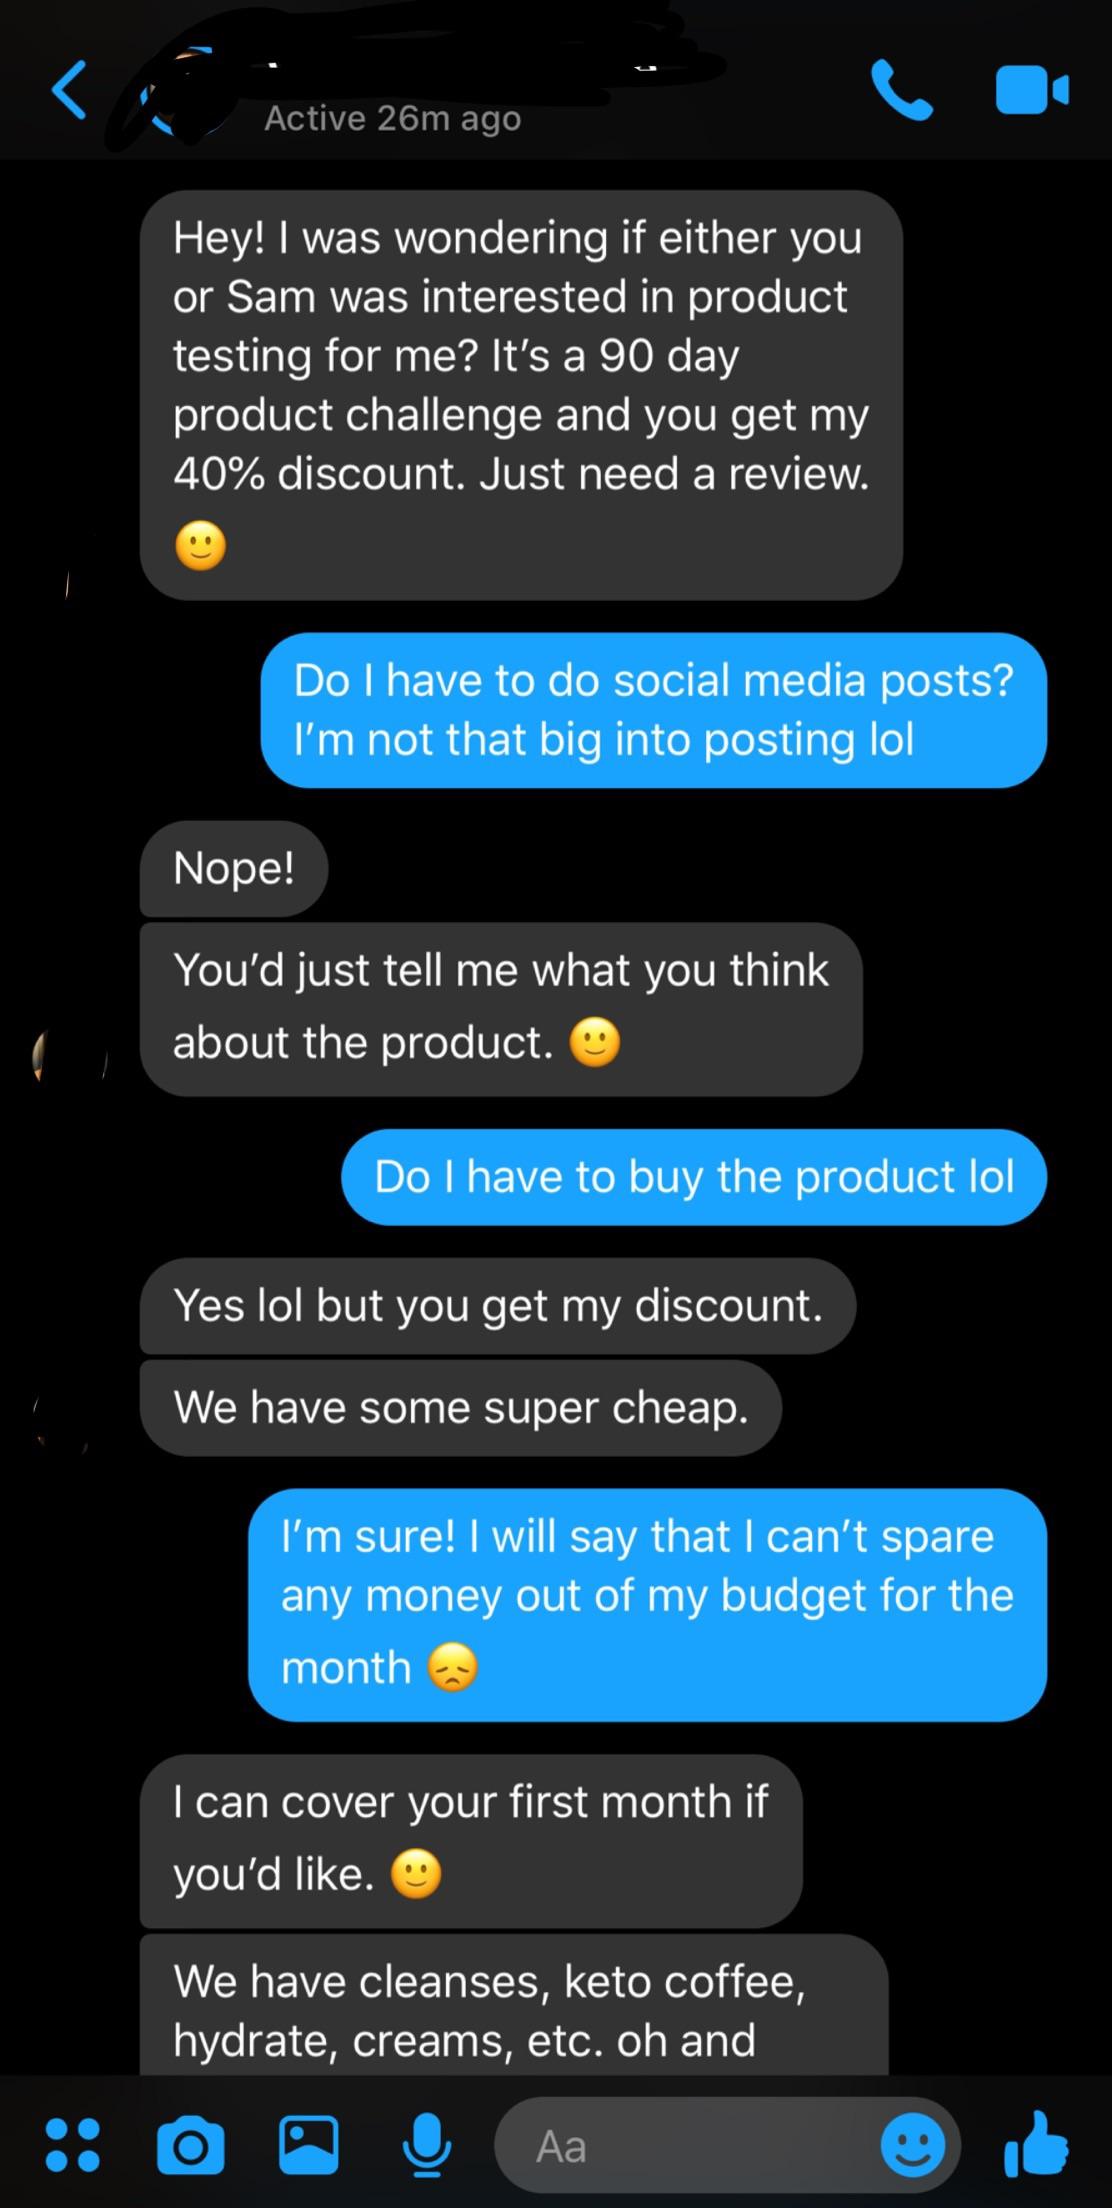 Active 26m ago
Hey! I was wondering if either you
or Sam was interested in product
testing for me? It’s a 90 day
product challenge and you get my
40% discount. Just need a review.
🙂
Do I have to do social media posts?
I’m not that big into posting lol
Nope!
You’d just tell me what you think
about the product. 🙂
Do I have to buy the product lol
Yes lol but you get my discount.
We have some super cheap.
I’m sure! I will say that I can’t spare
any money out of my budget for the
month 😞
I can cover your first month if
you’d like. 🙂
We have cleanses, keto coffee,
hydrate, creams, etc. oh and
Aa